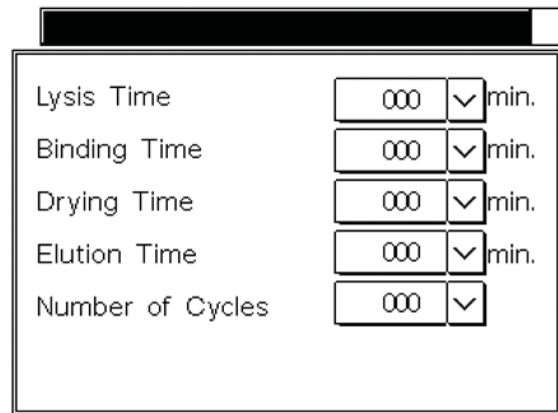 Lysis Time 000 min.
Binding Time 000 min.
Drying Time 000 min.
Elution Time 000 min.
Number of Cycles 000